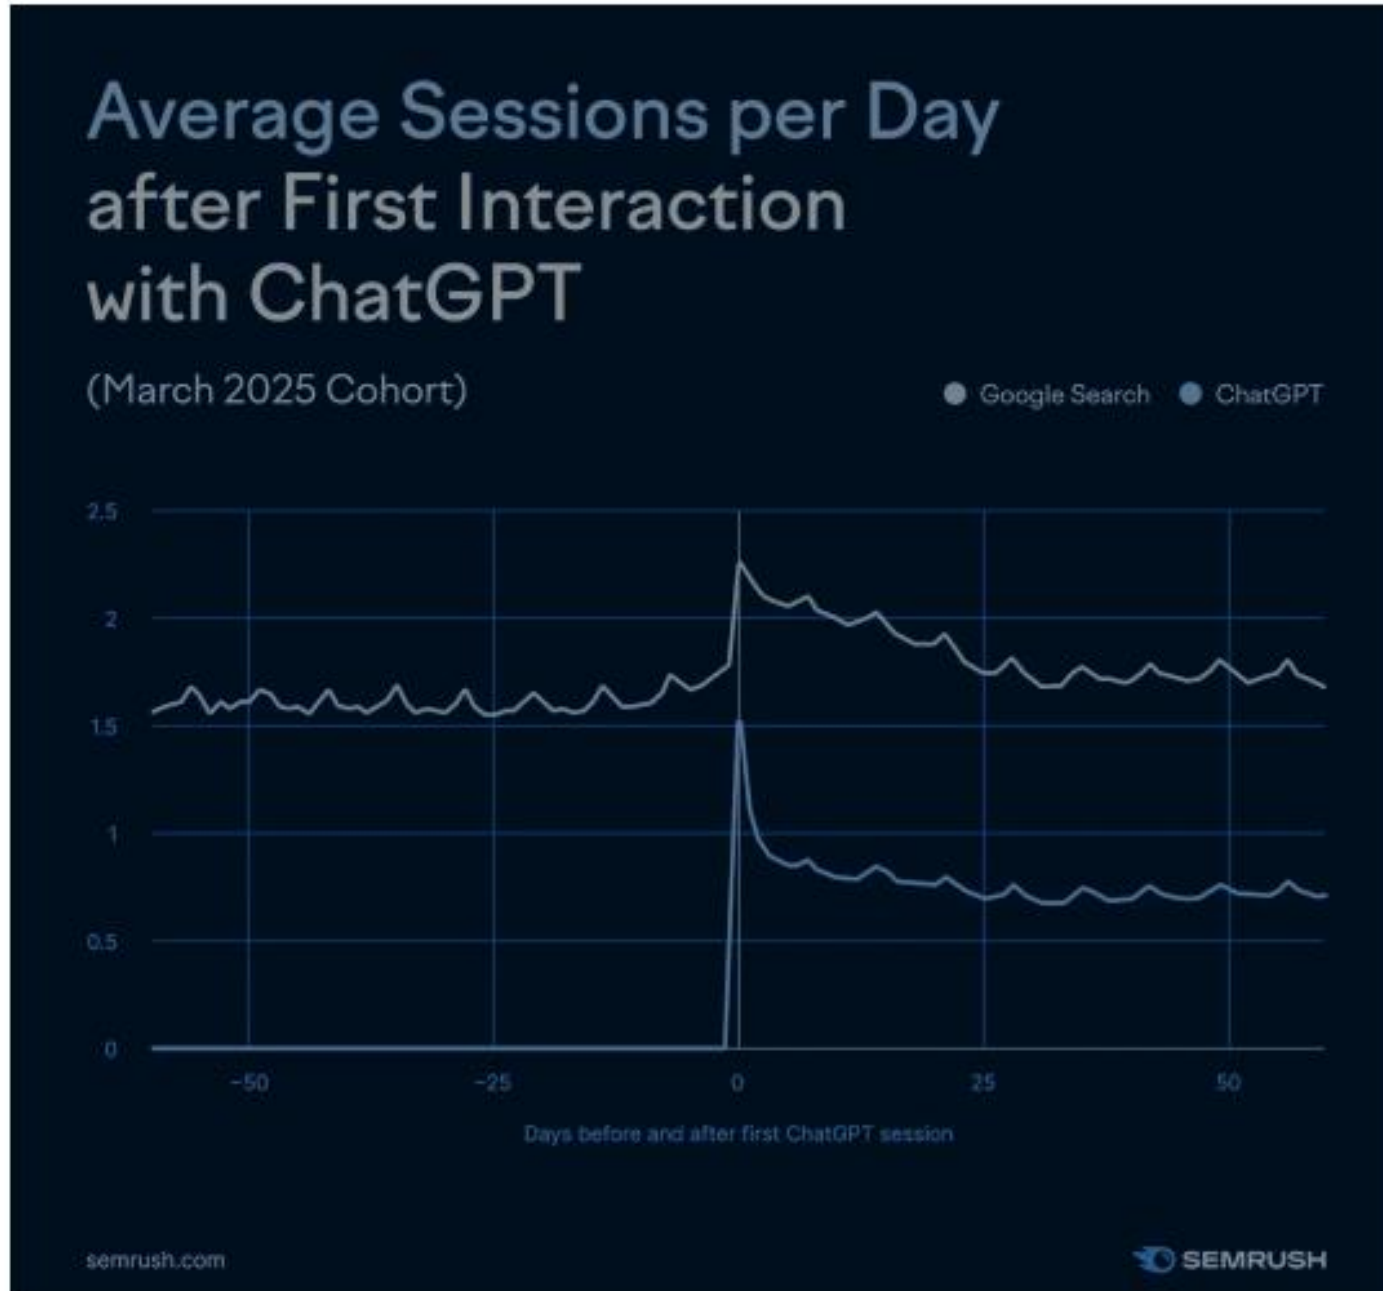 Average Sessions per Day
after First Interaction
with ChatGPT
(March 2025 Cohort)
Google Search
ChatGPT
2.5
2
1.5
1
0.5
0
−50
−25
0
25
50
Days before and after first ChatGPT session
semrush.com
SEMRUSH